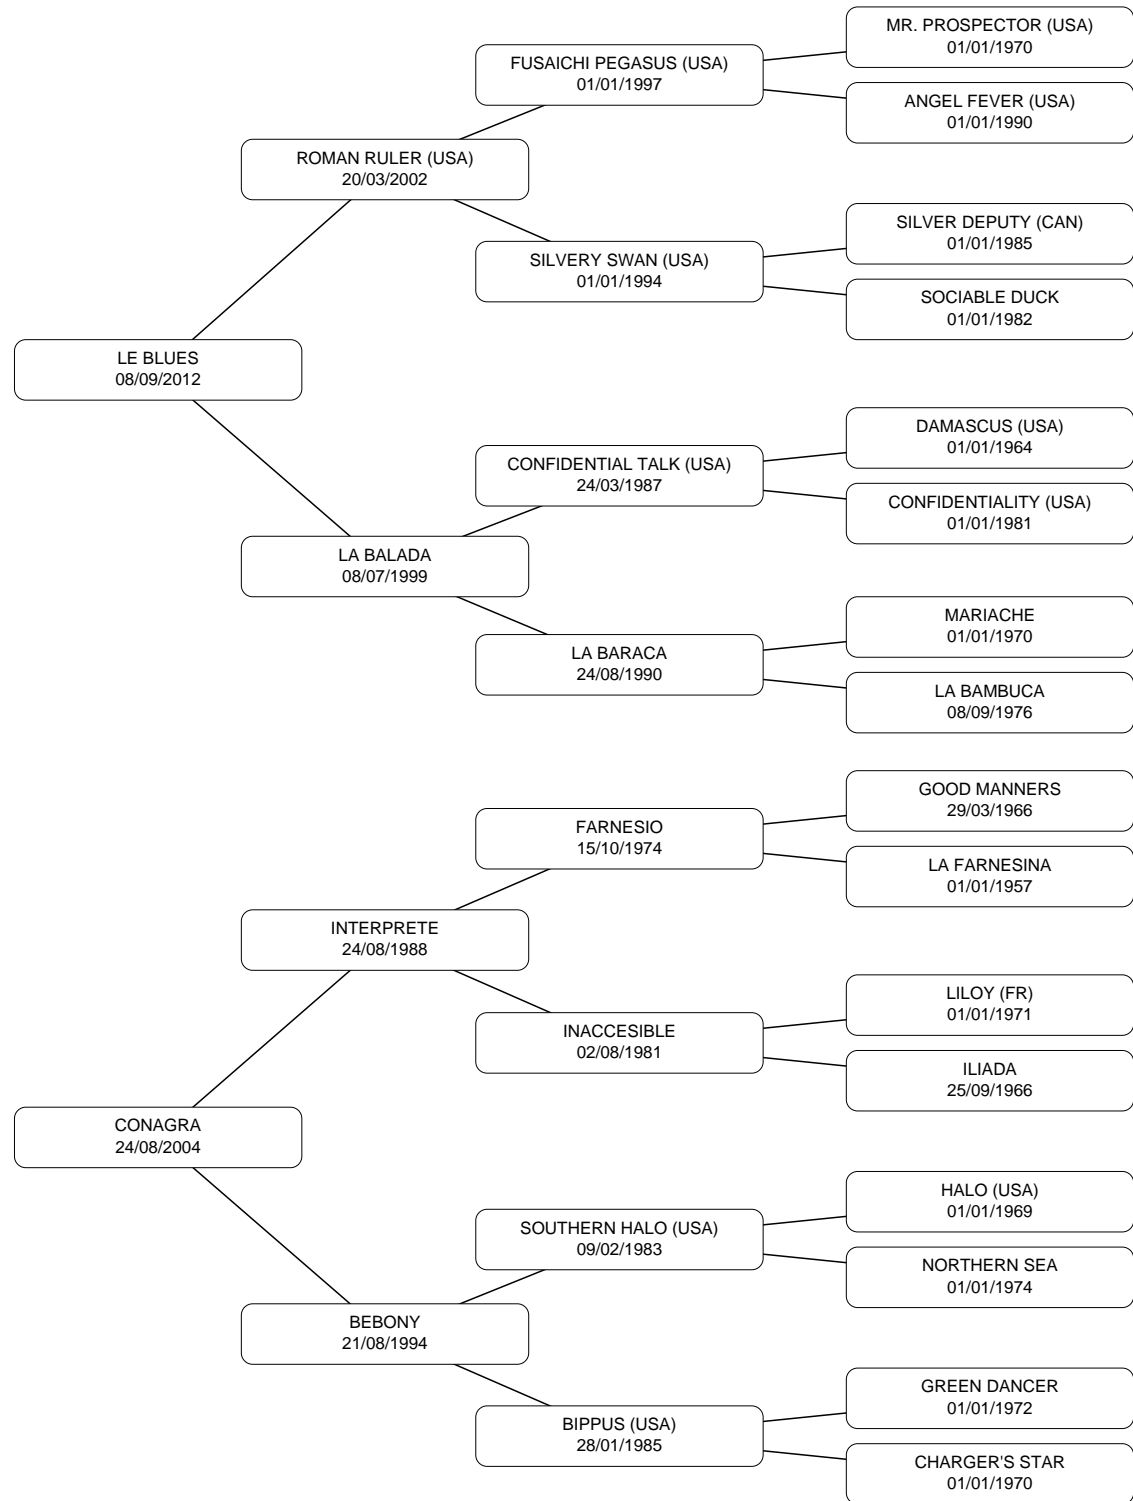 MR. PROSPECTOR (USA)
01/01/1970
FUSAICHI PEGASUS (USA)
01/01/1997
ANGEL FEVER (USA)
01/01/1990
ROMAN RULER (USA)
20/03/2002
SILVER DEPUTY (CAN)
01/01/1985
SILVERY SWAN (USA)
01/01/1994
SOCIABLE DUCK
01/01/1982
LE BLUES
08/09/2012
DAMASCUS (USA)
01/01/1964
CONFIDENTIAL TALK (USA)
24/03/1987
CONFIDENTIALITY (USA)
01/01/1981
LA BALADA
08/07/1999
MARIACHE
01/01/1970
LA BARACA
24/08/1990
LA BAMBUCA
08/09/1976
GOOD MANNERS
29/03/1966
FARNESIO
15/10/1974
LA FARNESINA
01/01/1957
INTERPRETE
24/08/1988
LILOY (FR)
01/01/1971
INACCESIBLE
02/08/1981
ILIADA
25/09/1966
CONAGRA
24/08/2004
HALO (USA)
01/01/1969
SOUTHERN HALO (USA)
09/02/1983
NORTHERN SEA
01/01/1974
BEBONY
21/08/1994
GREEN DANCER
01/01/1972
BIPPUS (USA)
28/01/1985
CHARGER'S STAR
01/01/1970